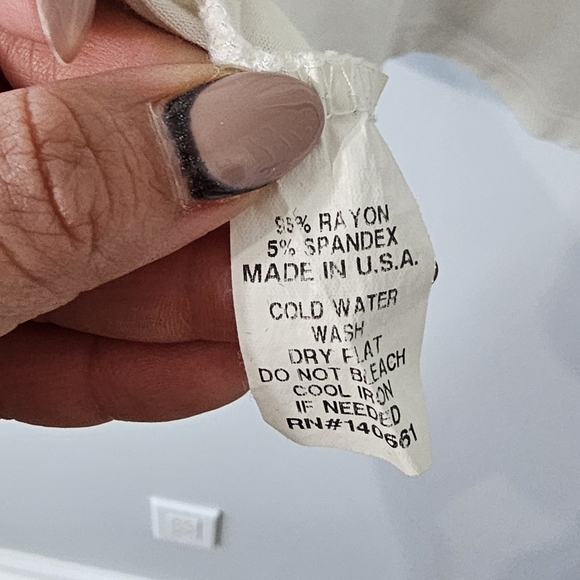 95% RAYON
5% SPANDEX
MADE IN U.S.A.
COLD WATER
WASH
DRY FLAT
DO NOT BLEACH
COOL IRON
IF NEEDED
RN#140661